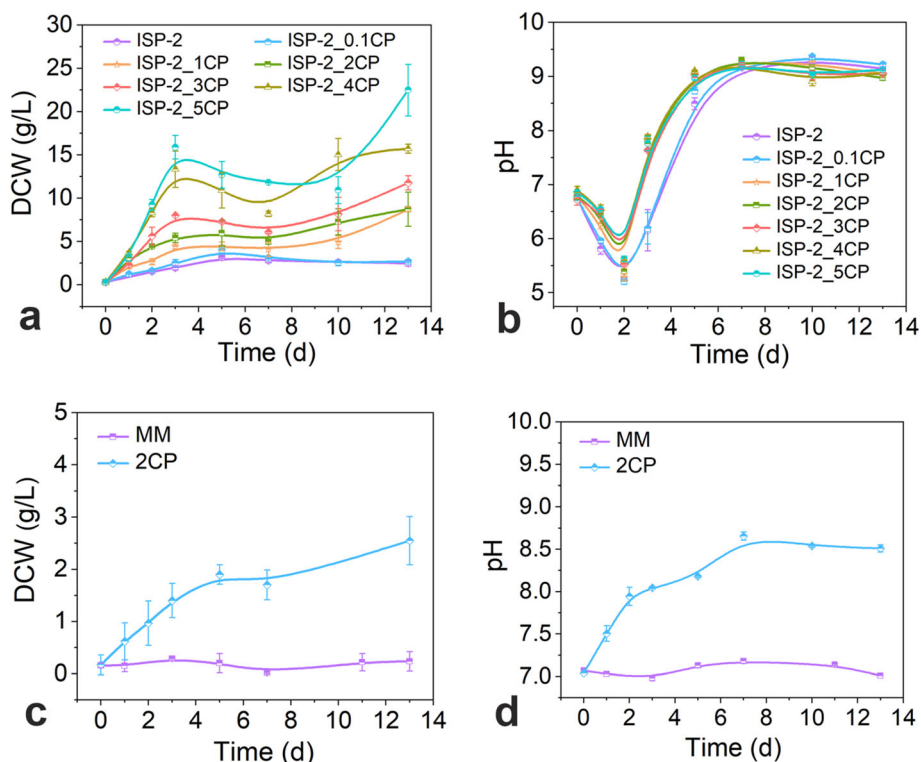 30
25
20
15
10
5
0
DCW (g/L)
ISP-2 ISP-2_0.1CP
ISP-2_1CP ISP-2_2CP
ISP-2_3CP ISP-2_4CP
ISP-2_5CP
0 2 4 6 8 10 12 14
Time (d)
a
10
9
8
7
6
5
pH
ISP-2
ISP-2_0.1CP
ISP-2_1CP
ISP-2_2CP
ISP-2_3CP
ISP-2_4CP
ISP-2_5CP
0 2 4 6 8 10 12 14
Time (d)
b
5
4
3
2
1
0
DCW (g/L)
MM
2CP
0 2 4 6 8 10 12 14
Time (d)
c
10.0
9.5
9.0
8.5
8.0
7.5
7.0
pH
MM
2CP
0 2 4 6 8 10 12 14
Time (d)
d